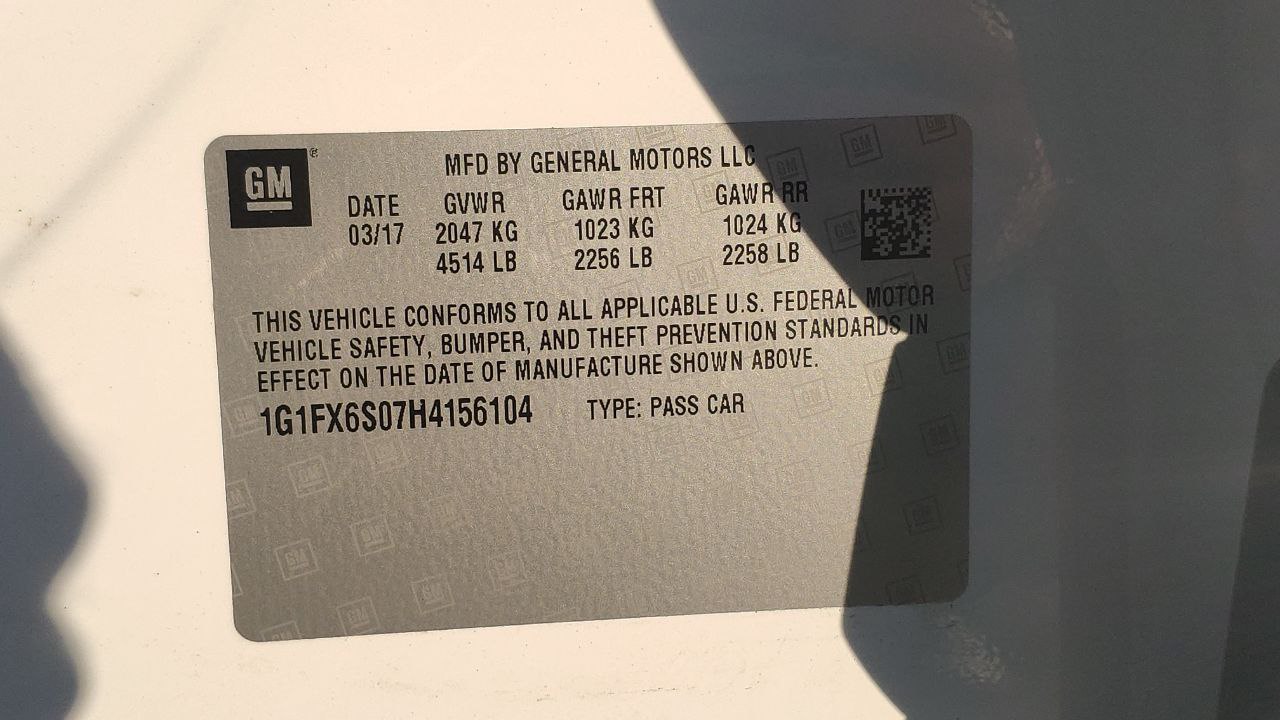 GM®
MFD BY GENERAL MOTORS LLC
DATE GVWR GAWR FRT GAWR RR
03/17 2047 KG 1023 KG 1024 KG
4514 LB 2256 LB 2258 LB
THIS VEHICLE CONFORMS TO ALL APPLICABLE U.S. FEDERAL MOTOR
VEHICLE SAFETY, BUMPER, AND THEFT PREVENTION STANDARDS IN
EFFECT ON THE DATE OF MANUFACTURE SHOWN ABOVE.
1G1FX6S07H4156104 TYPE: PASS CAR